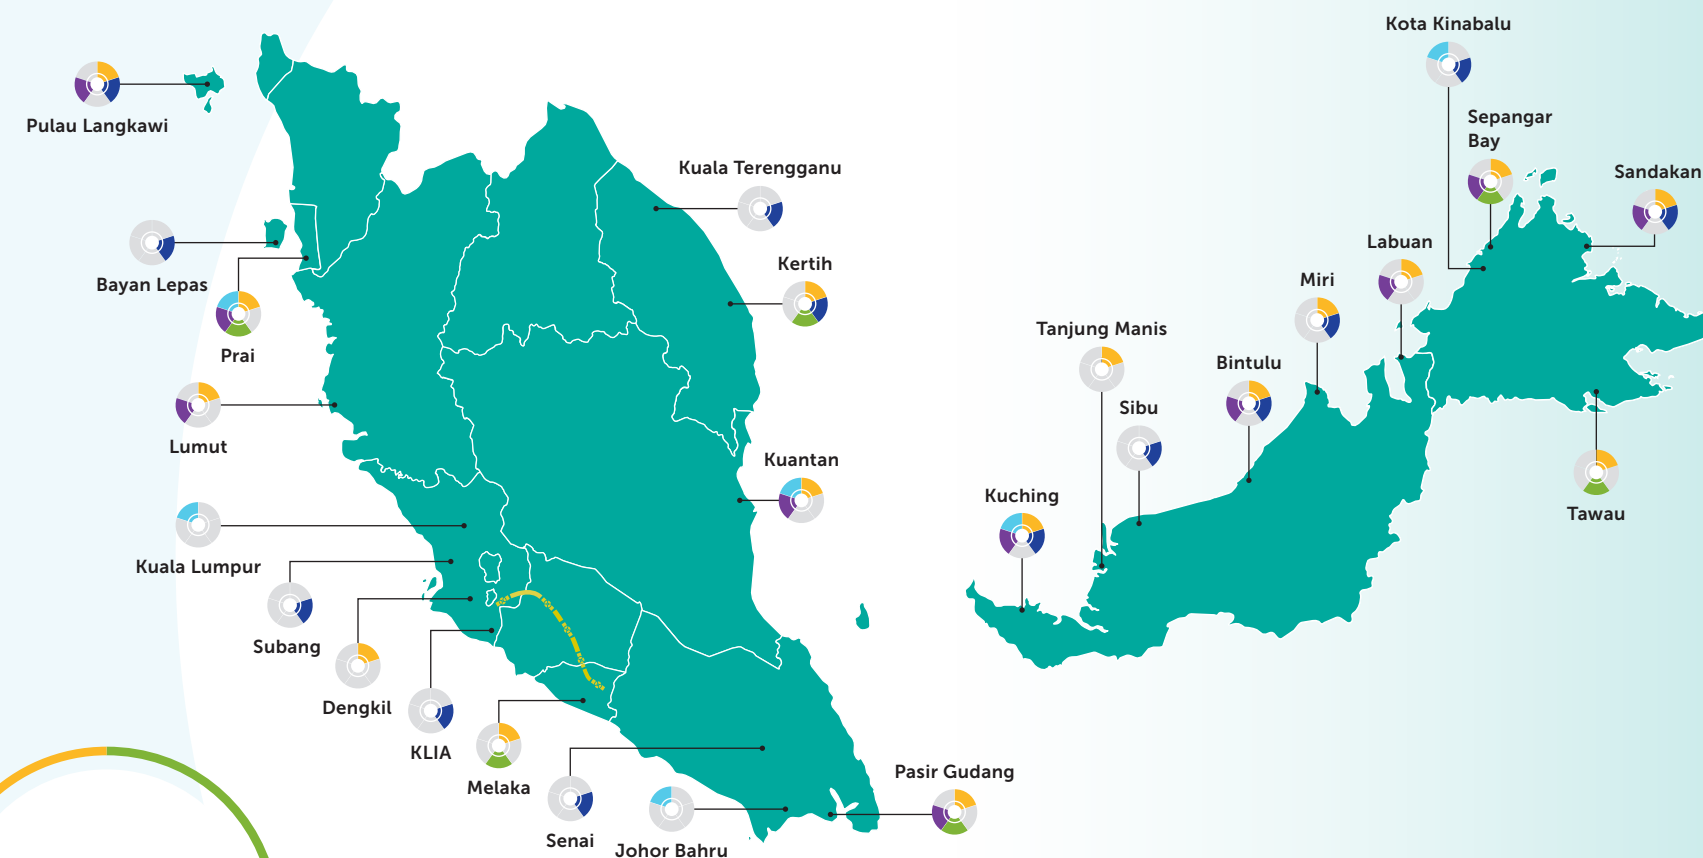 Pulau Langkawi
Bayan Lepas
Prai
Lumut
Kuala Lumpur
Subang
Dengkil
KLIA
Melaka
Senai
Johor Bahru
Pasir Gudang
Kuala Terengganu
Kertih
Kuantan
Kota Kinabalu
Sepangar
Bay
Sandakan
Labuan
Miri
Tanjung Manis
Bintulu
Sibu
Kuching
Tawau